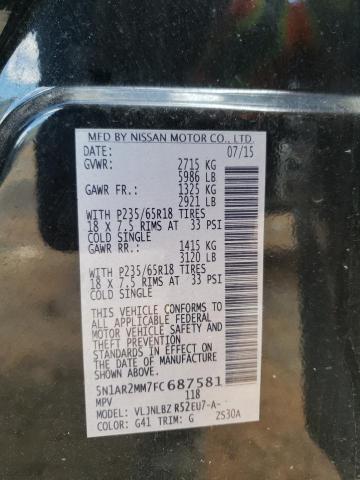 MFD BY NISSAN MOTOR CO., LTD.
DATE: 07/15
GVWR: 2715 KG
5986 LB
GAWR FR.: 1325 KG
2921 LB
WITH P235/65R18 TIRES
18 X 7.5 RIMS AT 33 PSI
COLD SINGLE
GAWR RR.: 1415 KG
3120 LB
WITH P235/65R18 TIRES
18 X 7.5 RIMS AT 33 PSI
COLD SINGLE
THIS VEHICLE CONFORMS TO
ALL APPLICABLE FEDERAL
MOTOR VEHICLE SAFETY
AND THEFT PREVENTION
STANDARDS IN EFFECT ON
THE DATE OF MANUFACTURE
SHOWN ABOVE.
5N1AR2MM7FC687581
MPV 118
MODEL: VLJNLBZ R52EU7-A-
COLOR: G41 TRIM: G ZS30A